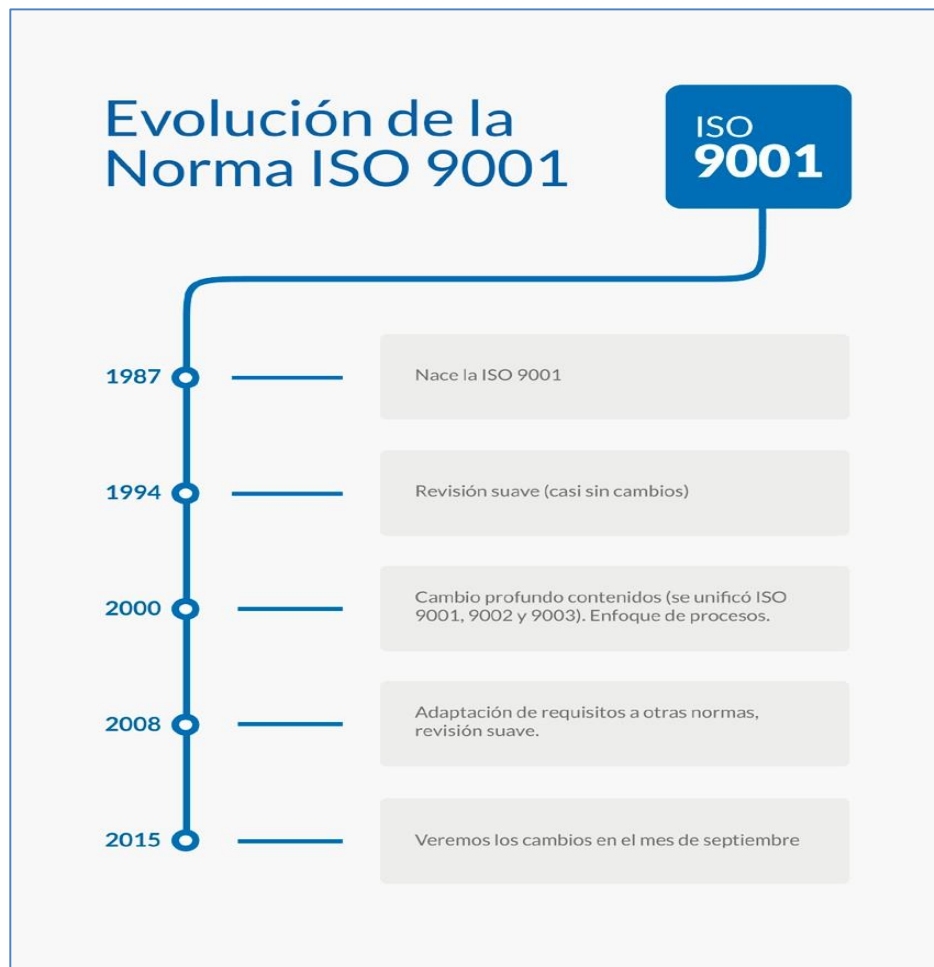 Evolución de la
Norma ISO 9001
ISO
9001
1987
Nace la ISO 9001
1994
Revisión suave (casi sin cambios)
2000
Cambio profundo contenidos (se unificó ISO
9001, 9002 y 9003). Enfoque de procesos.
2008
Adaptación de requisitos a otras normas,
revisión suave.
2015
Veremos los cambios en el mes de septiembre